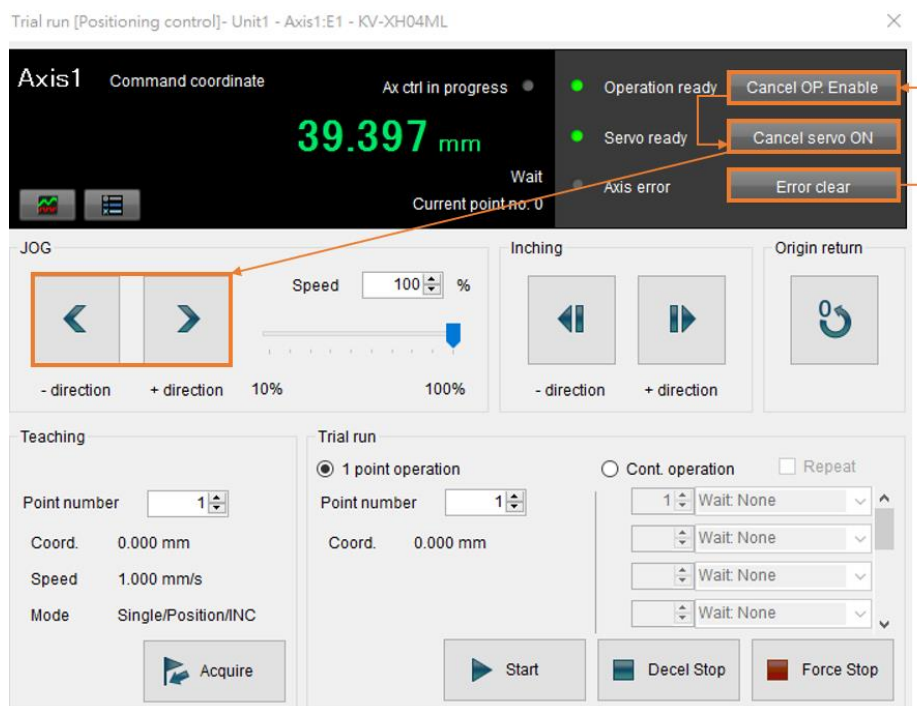 Trial run [Positioning control]- Unit1 - Axis1:E1 - KV-XH04ML
Axis1 Command coordinate Ax ctrl in progress
39.397 mm
Wait
Current point no. 0
Operation ready Cancel OP. Enable
Servo ready Cancel servo ON
Axis error Error clear
JOG
Speed 100 %
- direction + direction 10% 100%
Inching
- direction + direction
Origin return
0
Teaching
Point number 1
Coord. 0.000 mm
Speed 1.000 mm/s
Mode Single/Position/INC
Acquire
Trial run
1 point operation
Point number 1
Coord. 0.000 mm
Cont. operation Repeat
1 Wait: None
Wait: None
Wait: None
Wait: None
Start Decel Stop Force Stop